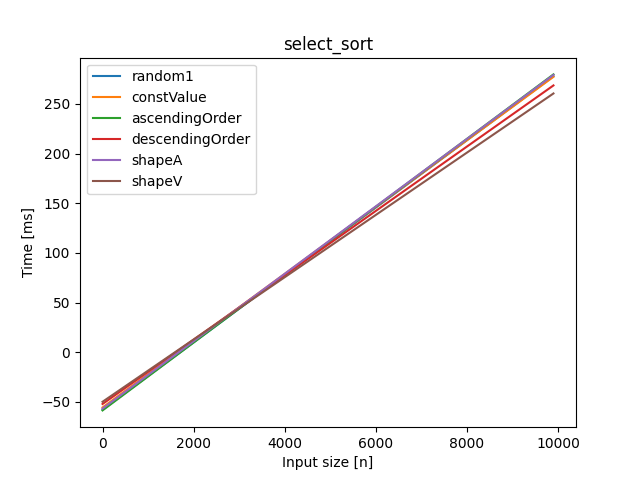 select_sort
random1
constValue
ascendingOrder
descendingOrder
shapeA
shapeV
Time [ms]
250
200
150
100
50
0
−50
0
2000
4000
6000
8000
10000
Input size [n]